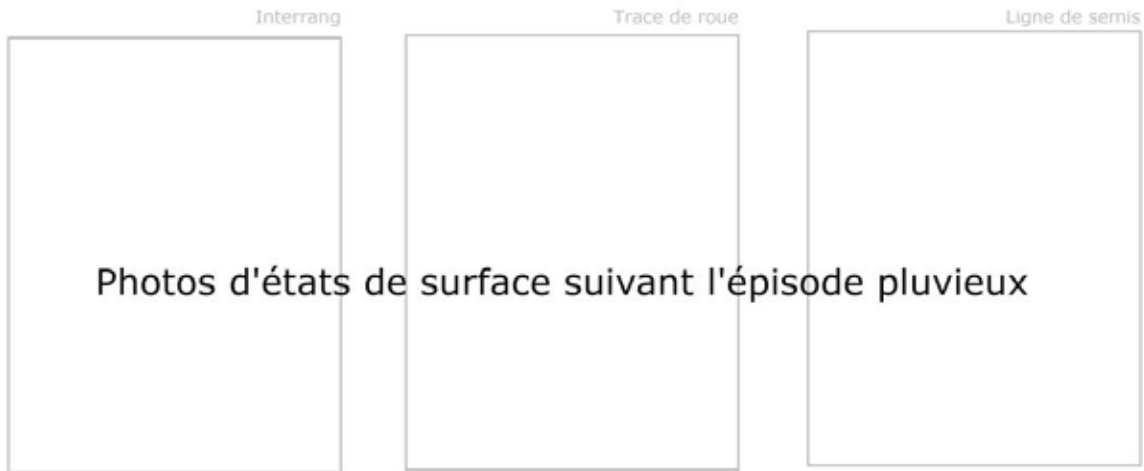 Interrang
Trace de roue
Ligne de semis
Photos d'états de surface suivant l'épisode pluvieux